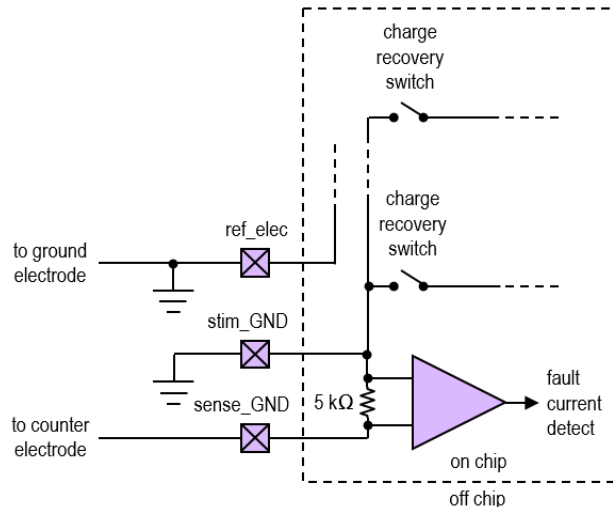 charge
recovery
switch
charge
recovery
switch
ref_elec
to ground
electrode
stim_GND
sense_GND
5 kΩ
fault
current
detect
to counter
electrode
on chip
off chip